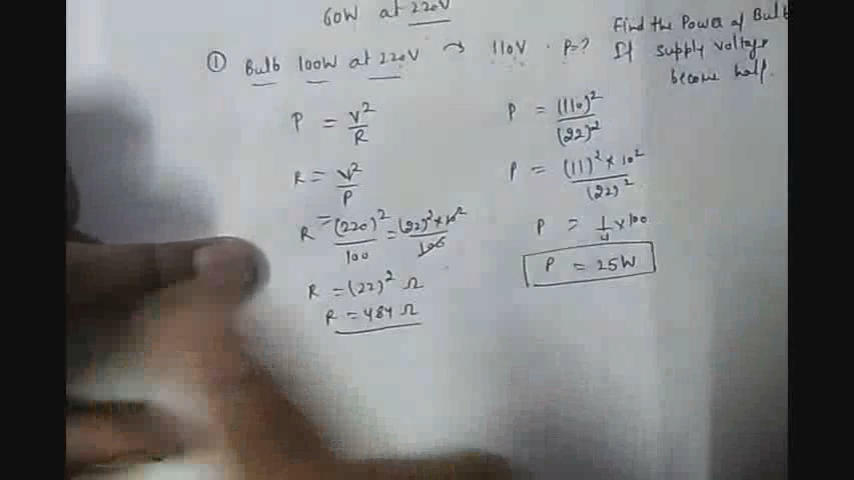 60W at 220V
① Bulb 100W at 220V → 110V . P=?
Find the Power of Bulb
If supply voltage
become half.
P = V²/R
R = V²/P
R = (220)²/100 = (22)²×10²/100
R = (22)² Ω
R = 484 Ω
P = (110)²/(22)²
P = (11)²×10²/(22)²
P = 1/4 ×100
P = 25W